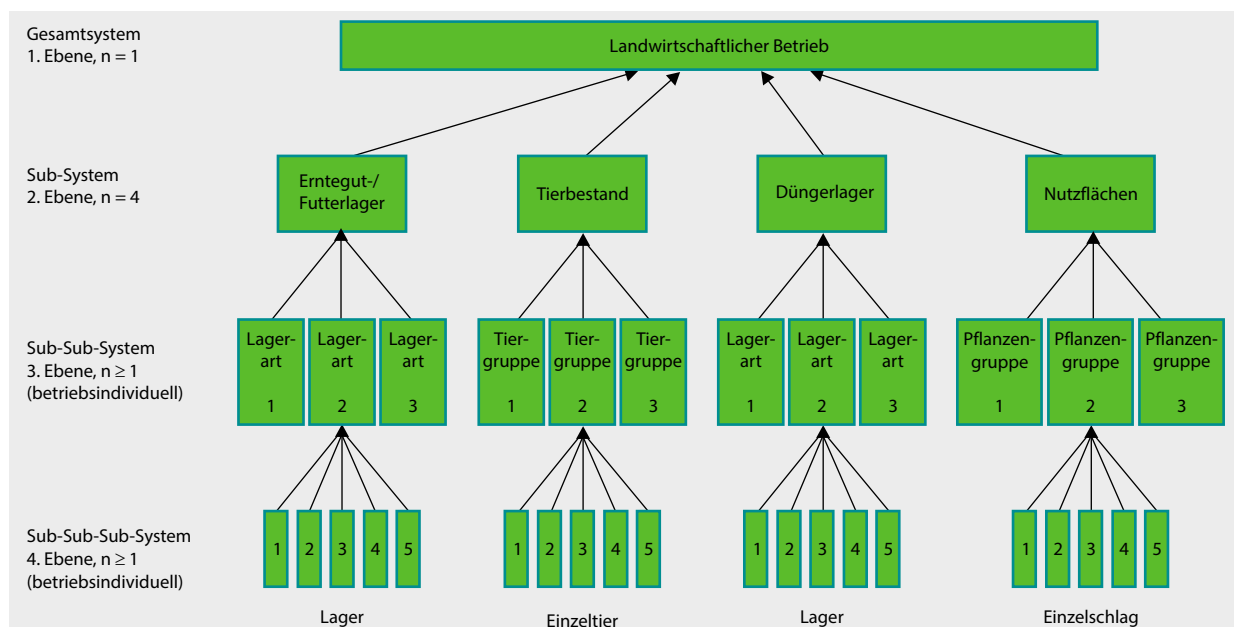 Gesamtsystem
1. Ebene, n = 1
Landwirtschaftlicher Betrieb
Sub-System
2. Ebene, n = 4
Erntegut-/
Futterlager
Tierbestand
Düngerlager
Nutzflächen
Sub-Sub-System
3. Ebene, n ≥ 1
(betriebsindividuell)
Lager-
art
1
Lager-
art
2
Lager-
art
3
Tier-
gruppe
1
Tier-
gruppe
2
Tier-
gruppe
3
Lager-
art
1
Lager-
art
2
Lager-
art
3
Pflanzen-
gruppe
1
Pflanzen-
gruppe
2
Pflanzen-
gruppe
3
Sub-Sub-Sub-System
4. Ebene, n ≥ 1
(betriebsindividuell)
1 2 3 4 5
Lager
1 2 3 4 5
Einzeltier
1 2 3 4 5
Lager
1 2 3 4 5
Einzelschlag